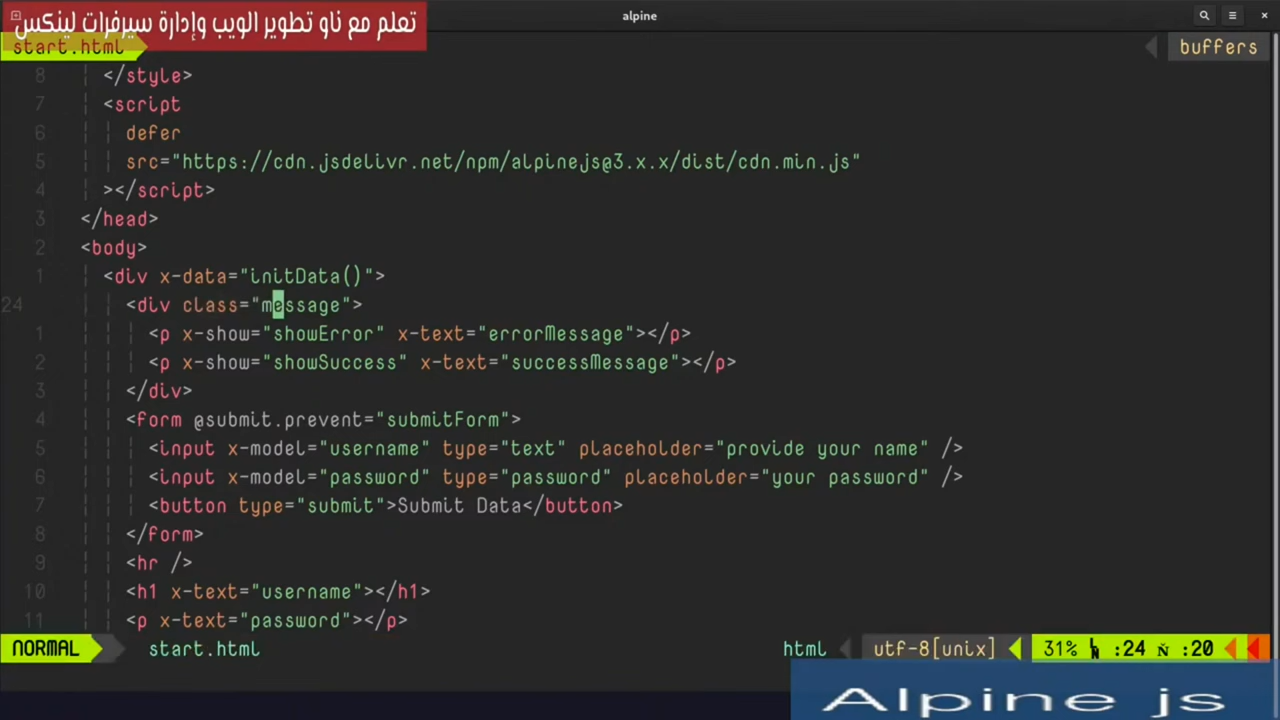 alpine
تعلم مع ناو تطوير الويب وإدارة سيرفرات لينكس
start.html
buffers
8 </style>
7 <script
6 defer
5 src="https://cdn.jsdelivr.net/npm/alpinejs@3.x.x/dist/cdn.min.js"
4 ></script>
3 </head>
2 <body>
1 <div x-data="initData()">
24 <div class="message">
1 <p x-show="showError" x-text="errorMessage"></p>
2 <p x-show="showSuccess" x-text="successMessage"></p>
3 </div>
4 <form @submit.prevent="submitForm">
5 <input x-model="username" type="text" placeholder="provide your name" />
6 <input x-model="password" type="password" placeholder="your password" />
7 <button type="submit">Submit Data</button>
8 </form>
9 <hr />
10 <h1 x-text="username"></h1>
11 <p x-text="password"></p>
NORMAL start.html html utf-8[unix] 31% :24 :20
Alpine js